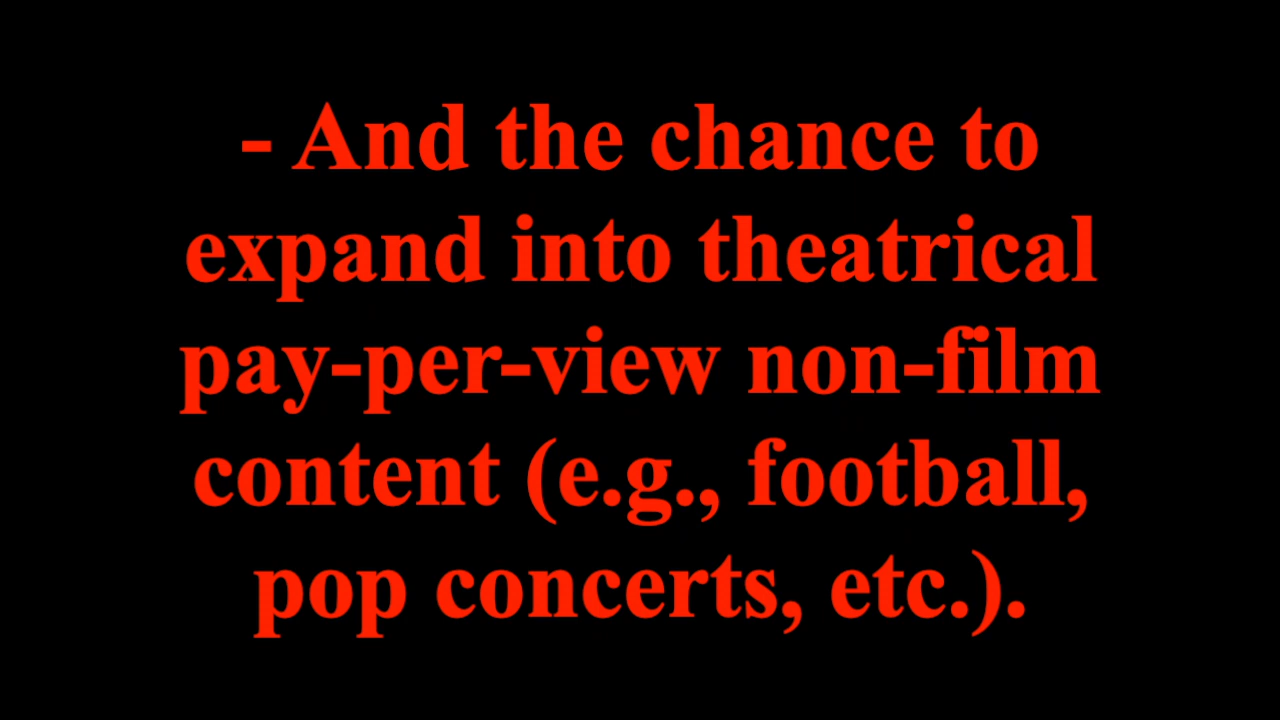 - And the chance to
expand into theatrical
pay-per-view non-film
content (e.g., football,
pop concerts, etc.).